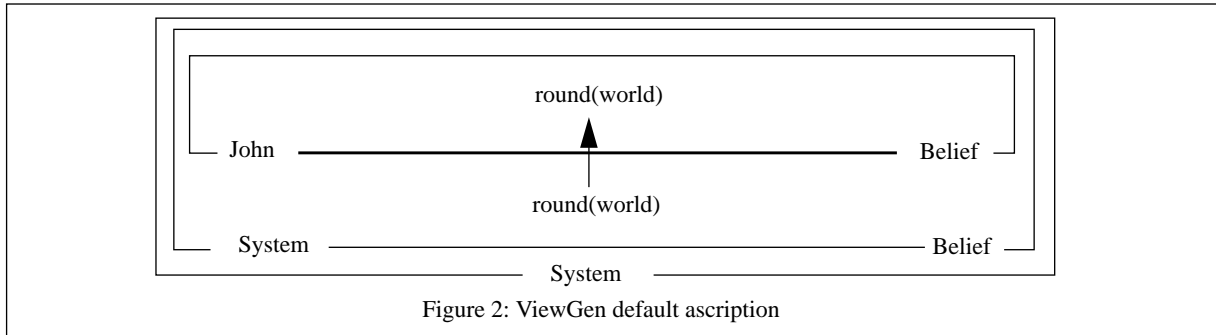 round(world)
John Belief
round(world)
System Belief
System
Figure 2: ViewGen default ascription